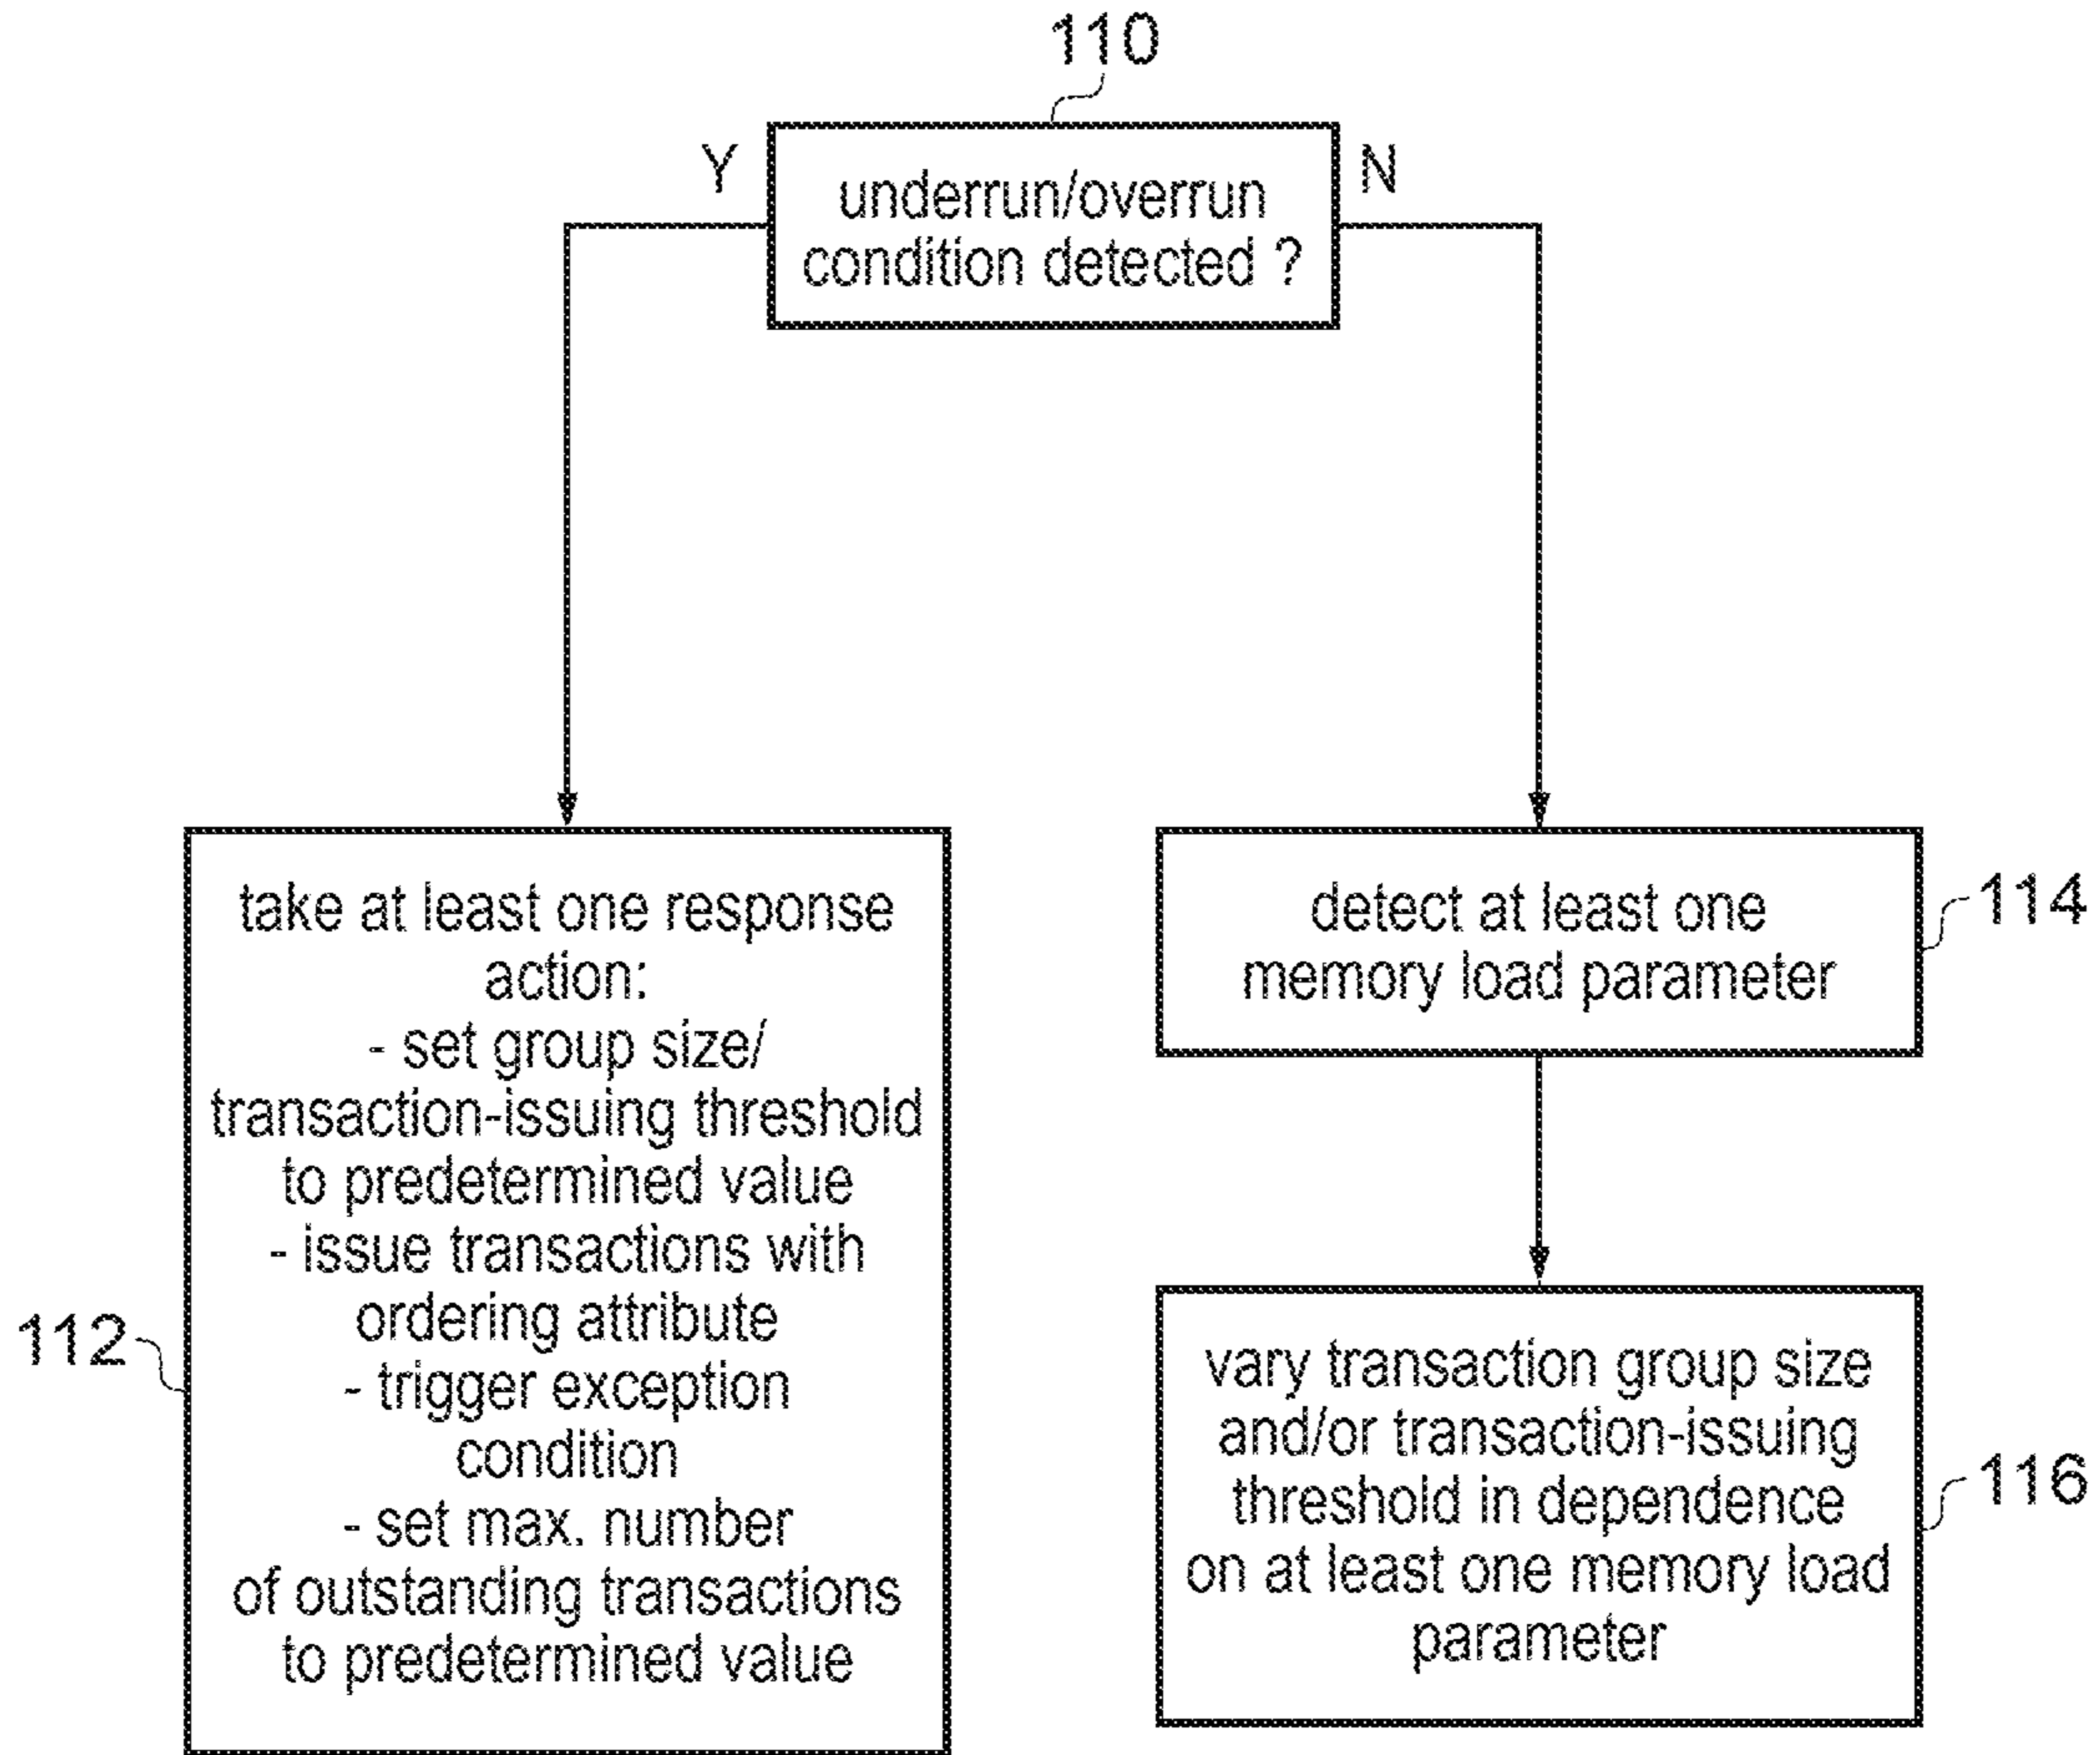 110
Y
underrun/overrun
condition detected ?
N
take at least one response
action:
- set group size/
transaction-issuing threshold
to predetermined value
- issue transactions with
ordering attribute
- trigger exception
condition
- set max. number
of outstanding transactions
to predetermined value
112
detect at least one
memory load parameter
114
vary transaction group size
and/or transaction-issuing
threshold in dependence
on at least one memory load
parameter
116